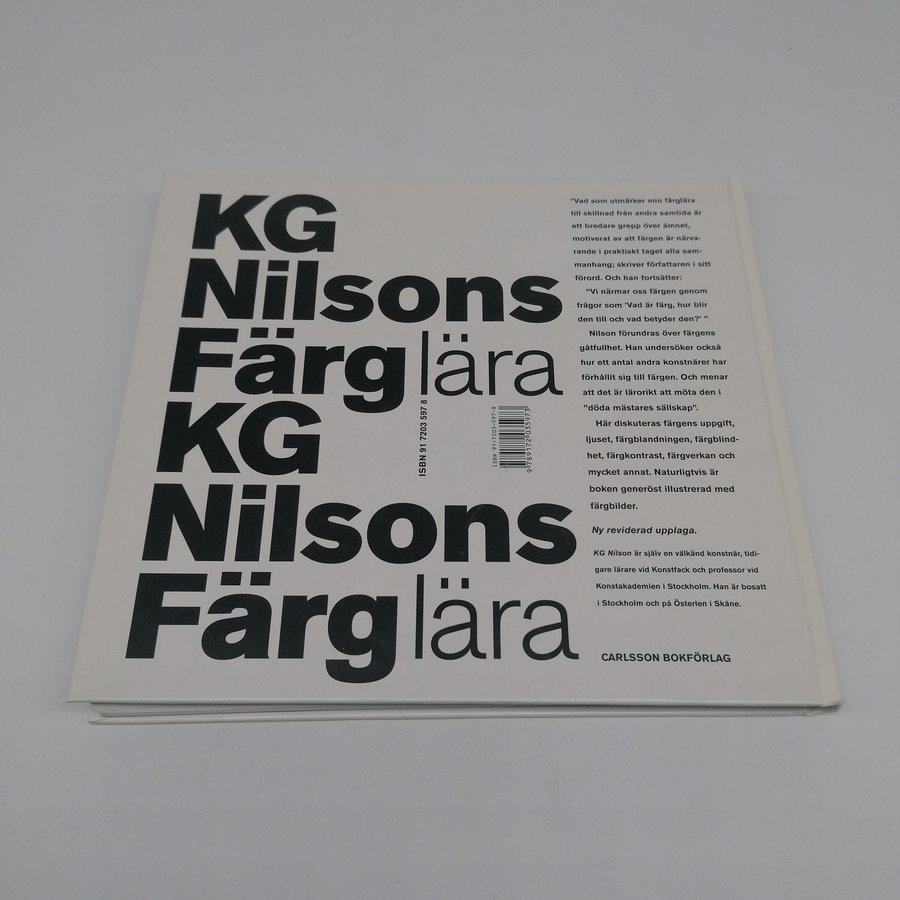 KG
Nilsons
Färglära
KG
Nilsons
Färglära
ISBN 91 7203 597 8
ISBN 91-7203-597-8
9789172035973
"Vad som utmärker min färglära
till skillnad från andra samtida är
ett bredare grepp över ämnet,
motiverat av att färgen är närva-
rande i praktiskt taget alla sam-
manhang; skriver författaren i sitt
förord. Och han fortsätter:
"Vi närmar oss färgen genom
frågor som 'Vad är färg, hur blir
den till och vad betyder den?' "
Nilson förundras över färgens
gåtfullhet. Han undersöker också
hur ett antal andra konstnärer har
förhållit sig till färgen. Och menar
att det är lärorikt att möta den i
"döda mästares sällskap".
Här diskuteras färgens uppgift,
ljuset, färgblandningen, färgblind-
het, färgkontrast, färgverkan och
mycket annat. Naturligtvis är
boken generöst illustrerad med
färgbilder.
Ny reviderad upplaga.
KG Nilson är själv en välkänd konstnär, tidi-
gare lärare vid Konstfack och professor vid
Konstakademien i Stockholm. Han är bosatt
i Stockholm och på Österlen i Skåne.
CARLSSON BOKFÖRLAG